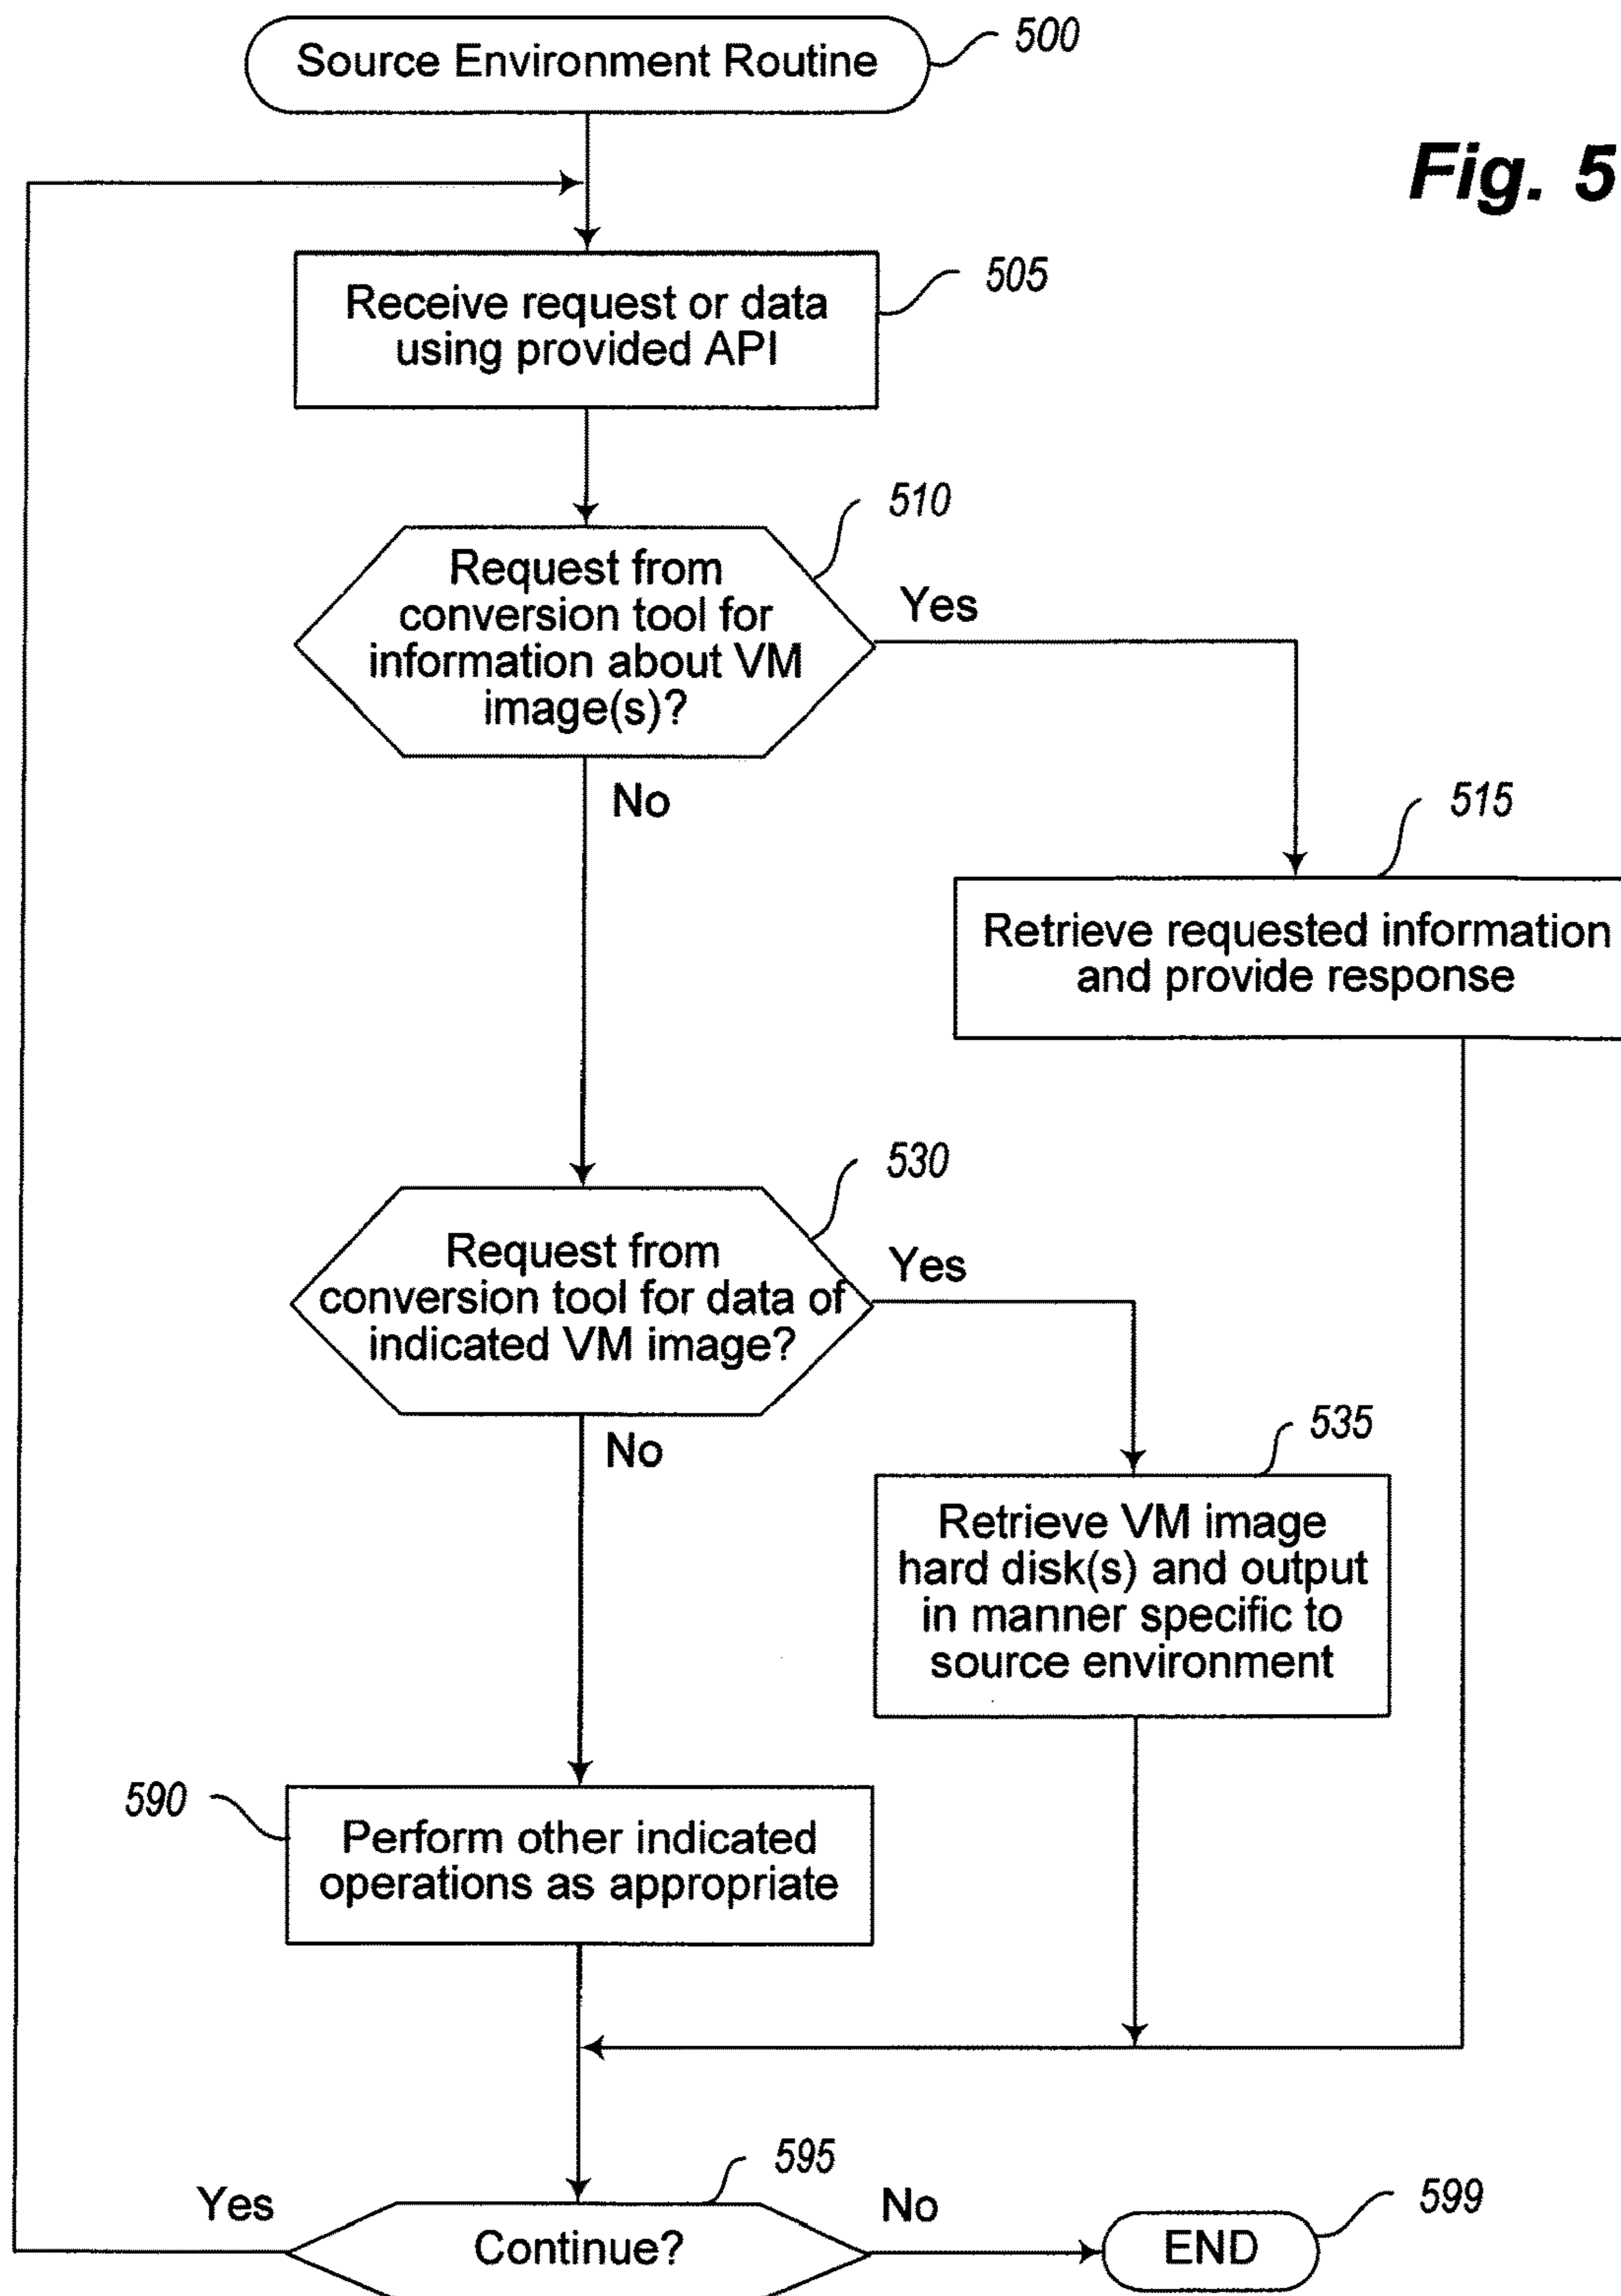 Source Environment Routine
500
Fig. 5
Receive request or data
using provided API
505
Request from
conversion tool for
information about VM
image(s)?
510
Yes
No
Retrieve requested information
and provide response
515
Request from
conversion tool for data of
indicated VM image?
530
Yes
No
Retrieve VM image
hard disk(s) and output
in manner specific to
source environment
535
590
Perform other indicated
operations as appropriate
Yes
Continue?
595
No
END
599